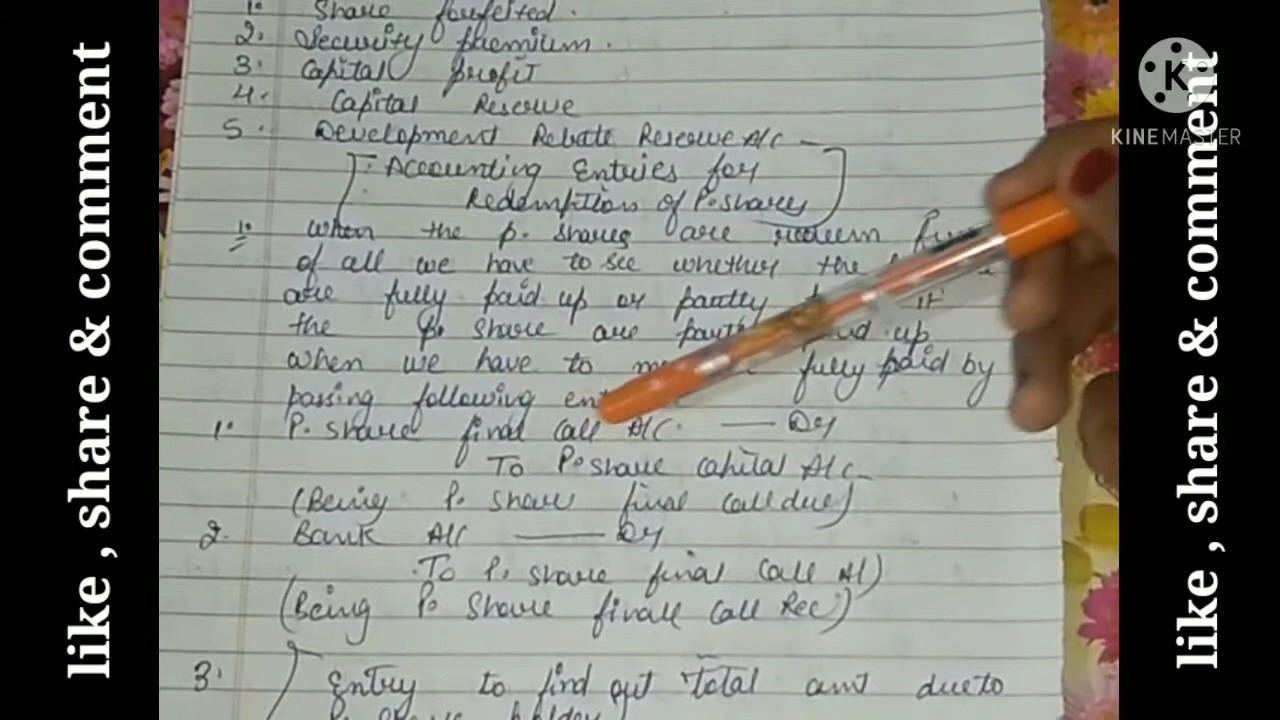 like , share & comment
1. Share forfeited.
2. Security premium.
3. Capital profit
4. Capital Reserve
5. Development Rebate Reserve A/C
Accounting Entries for
Redemption of P. Shares
1. when the p. shares are redeem
of all we have to see whether the
are fully paid up or partly
the p. share are up
when we have to fully paid by
passing following
1. P. share final call A/C. — Dr
To P. share capital A/C
(Being P. share final call due)
2. Bank A/C — Dr
To P. share final call A/)
(Being P. share finall call Rec)
3. Entry to find out total amt due to
KINEMASTER
like , share & comment